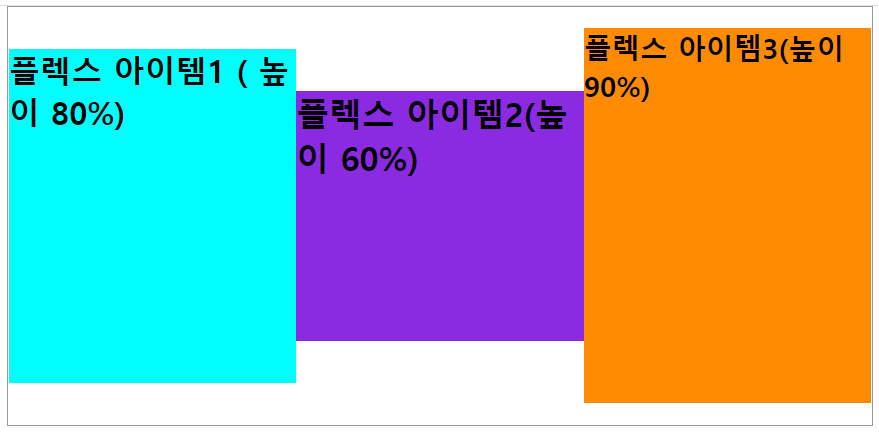 플렉스 아이템1 ( 높
이 80%)
플렉스 아이템2(높
이 60%)
플렉스 아이템3(높이
90%)